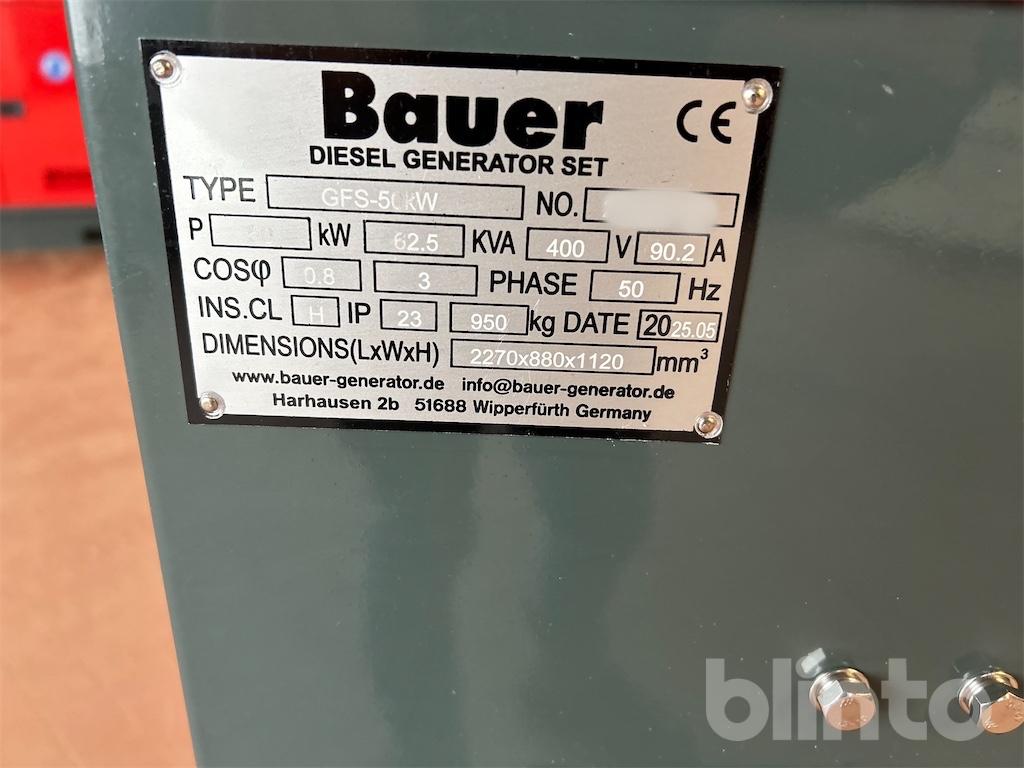 Bauer CE
DIESEL GENERATOR SET
TYPE GFS-50kW NO.
P kW 62.5 KVA 400 V 90.2 A
COSφ 0.8 3 PHASE 50 Hz
INS.CL H IP 23 950 kg DATE 2025.05
DIMENSIONS(LxWxH) 2270x880x1120 mm³
www.bauer-generator.de info@bauer-generator.de
Harhausen 2b 51688 Wipperfürth Germany
blinto